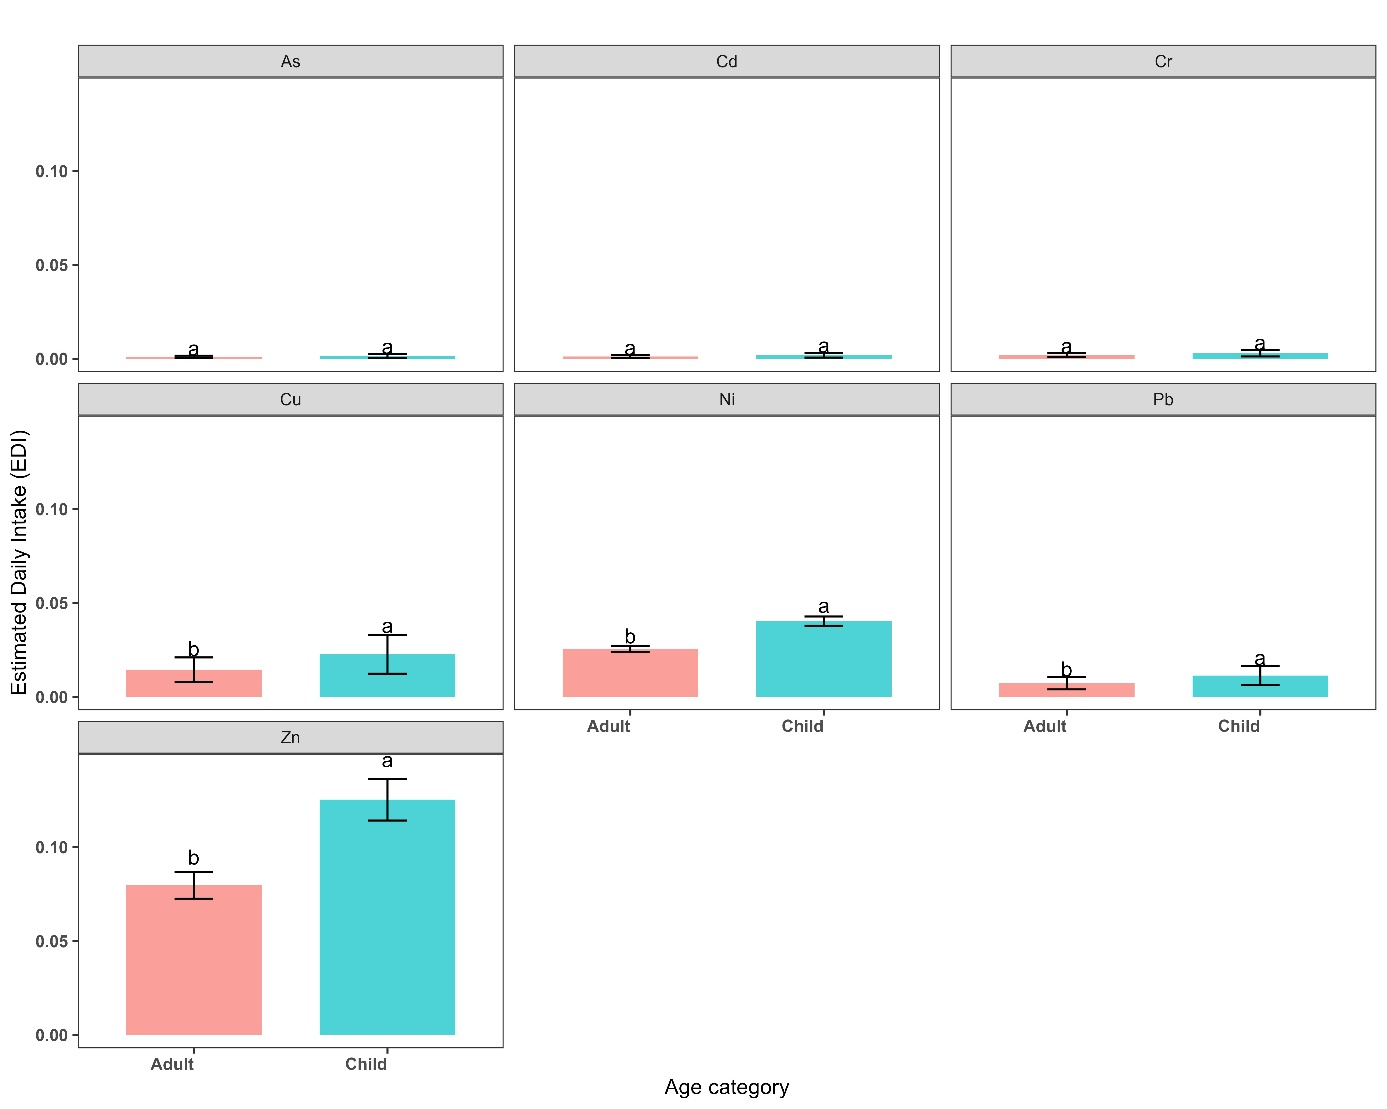 As Cd Cr
0.10
0.05
a a a a a a
0.00
Cu Ni Pb
0.10
0.05
b a b a b a
0.00
Adult Child Adult Child
Zn
b a
0.10
0.05
0.00
Adult Child
Estimated Daily Intake (EDI)
Age category